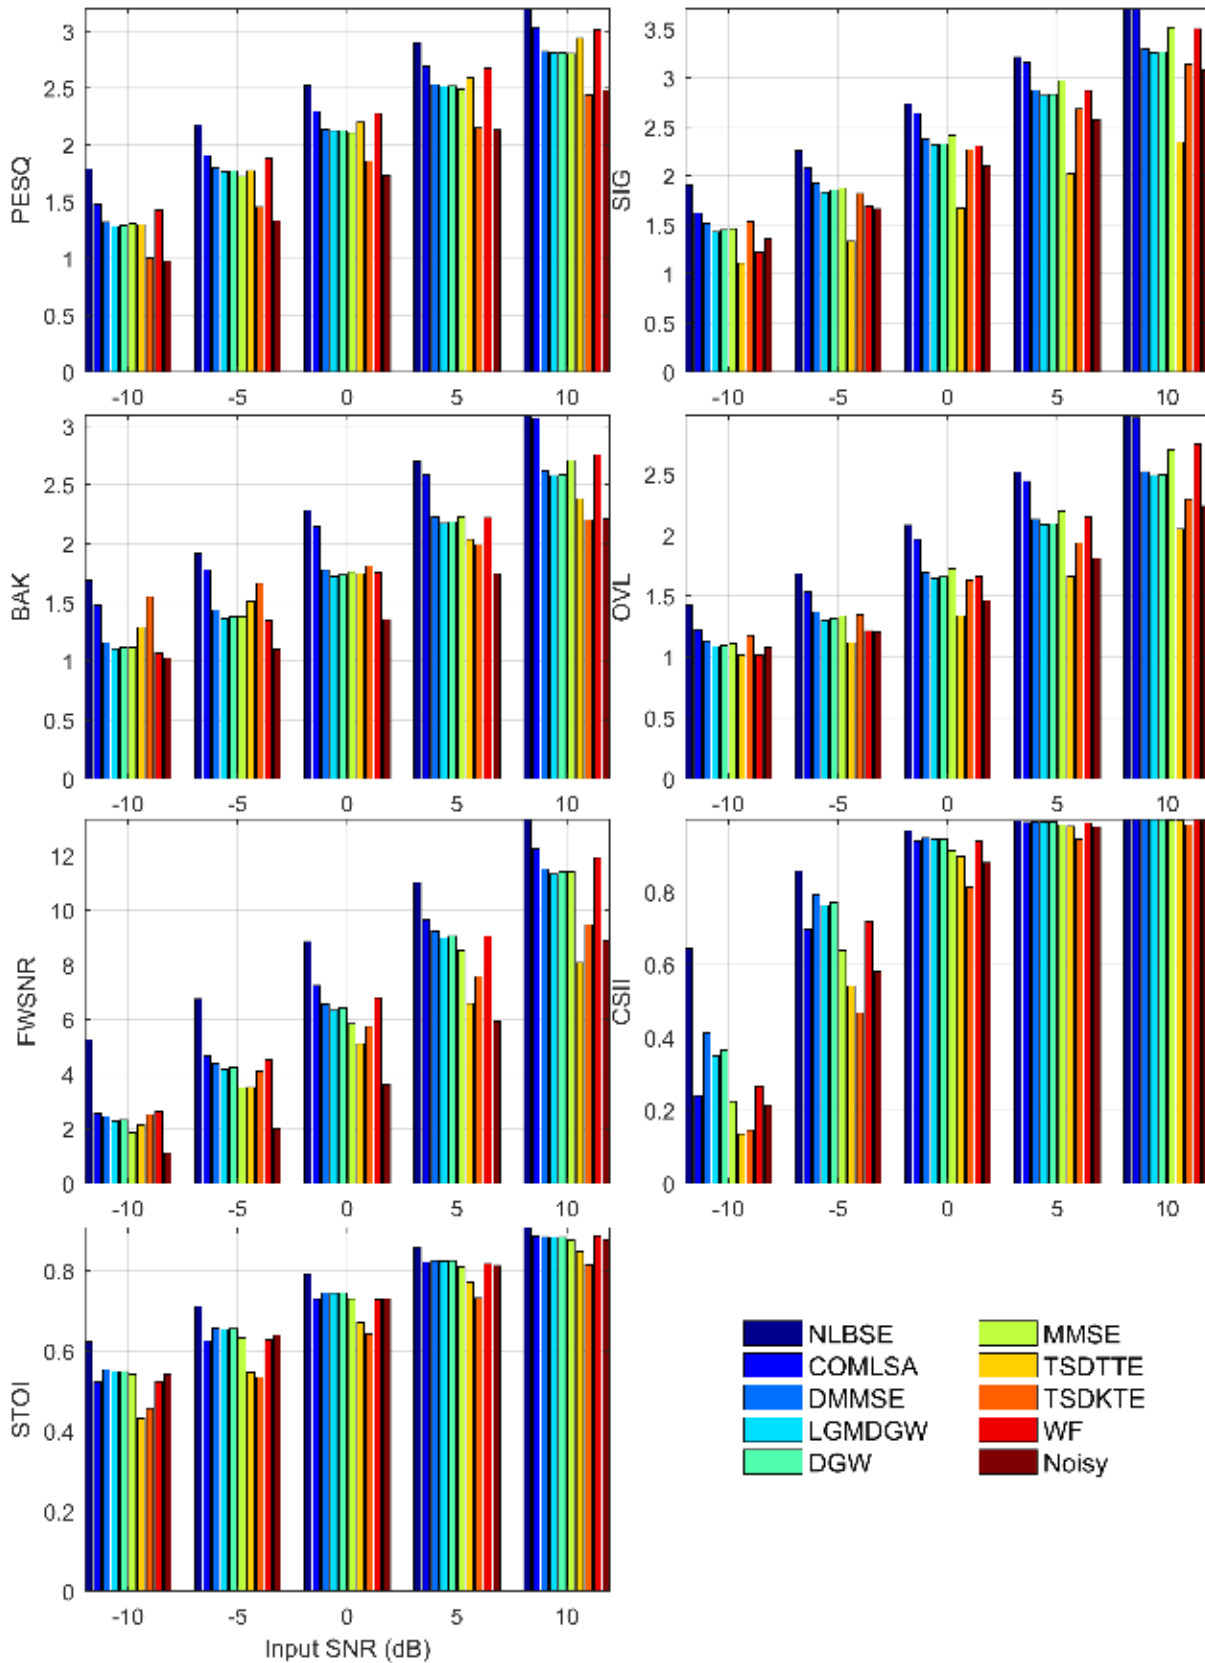 3
2.5
2
1.5
1
0.5
0
PESQ
-10 -5 0 5 10
3.5
3
2.5
2
1.5
1
0.5
0
SIG
-10 -5 0 5 10
3
2.5
2
1.5
1
0.5
0
BAK
-10 -5 0 5 10
2.5
2
1.5
1
0.5
0
OVL
-10 -5 0 5 10
12
10
8
6
4
2
0
FWSNR
-10 -5 0 5 10
0.8
0.6
0.4
0.2
0
CSII
-10 -5 0 5 10
0.8
0.6
0.4
0.2
0
STOI
-10 -5 0 5 10
Input SNR (dB)
NLBSE
COMLSA
DMMSE
LGMDGW
DGW
MMSE
TSDTTE
TSDKTE
WF
Noisy